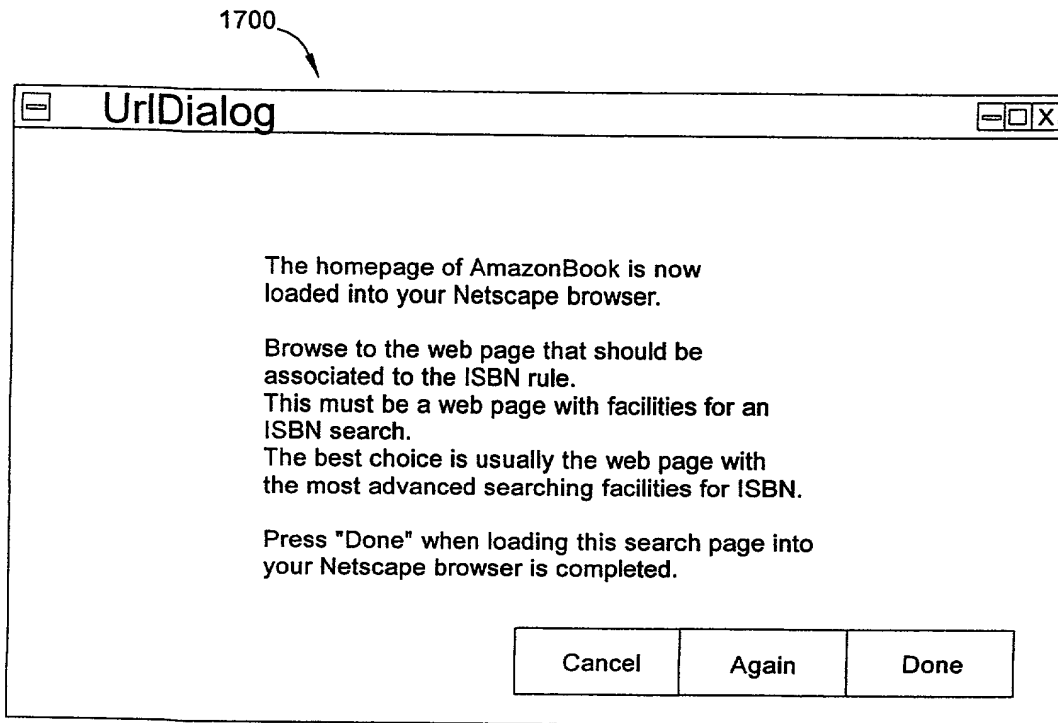 1700
UrlDialog
X
The homepage of AmazonBook is now
loaded into your Netscape browser.
Browse to the web page that should be
associated to the ISBN rule.
This must be a web page with facilities for an
ISBN search.
The best choice is usually the web page with
the most advanced searching facilities for ISBN.
Press "Done" when loading this search page into
your Netscape browser is completed.
Cancel Again Done